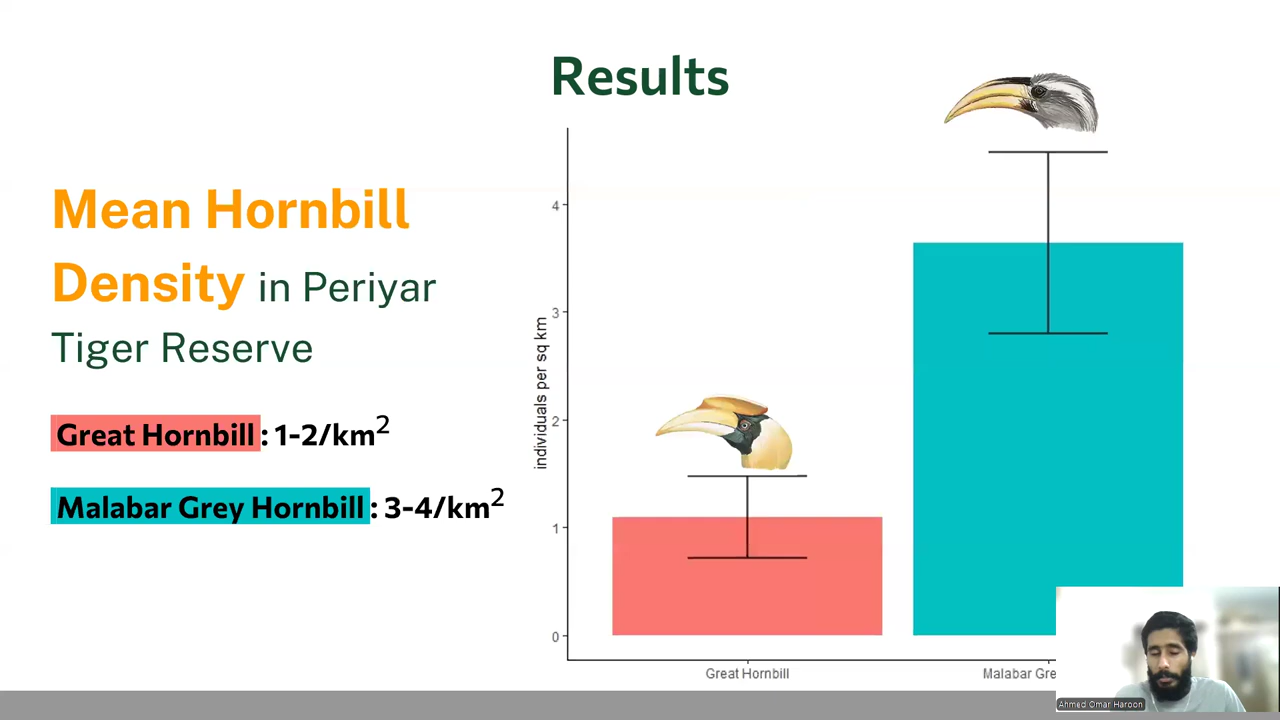 Results
Mean Hornbill
Density in Periyar
Tiger Reserve
Great Hornbill : 1-2/km²
Malabar Grey Hornbill : 3-4/km²
individuals per sq km
4
3
2
1
0
Great Hornbill
Malabar Gre
Ahmed Omar Haroon